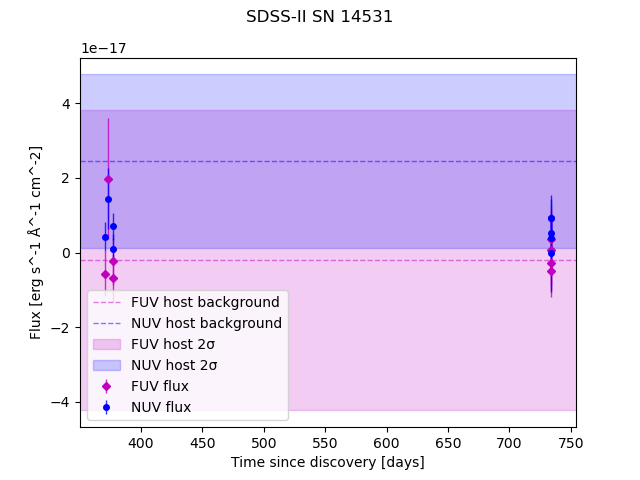 SDSS-II SN 14531
1e−17
4
2
0
−2
−4
Flux [erg s^-1 Å^-1 cm^-2]
FUV host background
NUV host background
FUV host 2σ
NUV host 2σ
FUV flux
NUV flux
400 450 500 550 600 650 700 750
Time since discovery [days]